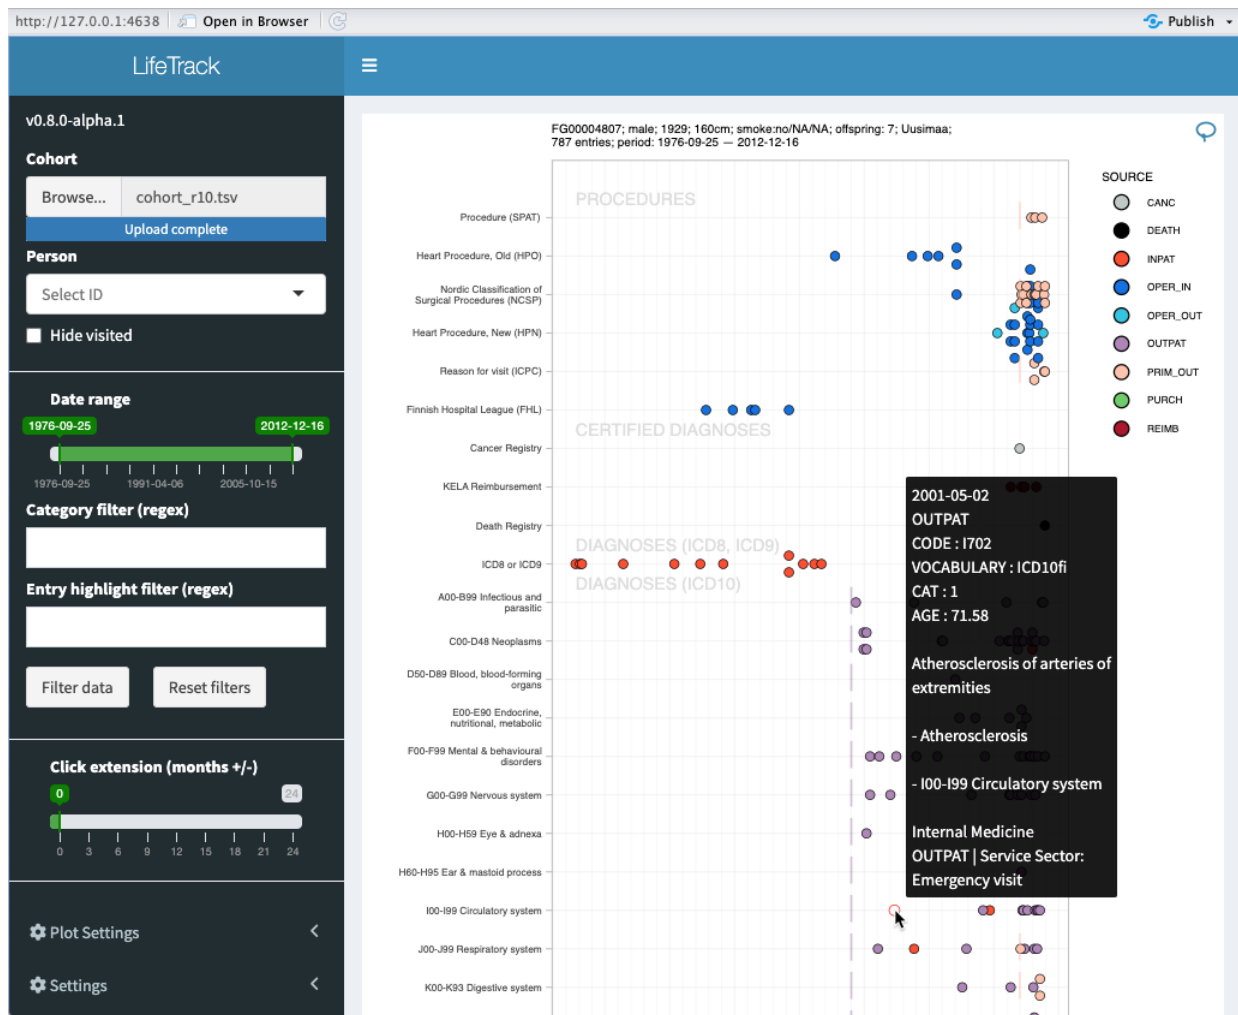 http://127.0.0.1:4638
Open in Browser
Publish
LifeTrack
v0.8.0-alpha.1
Cohort
Browse...
cohort_r10.tsv
Upload complete
Person
Select ID
Hide visited
Date range
1976-09-25
2012-12-16
1976-09-25
1991-04-06
2005-10-15
Category filter (regex)
Entry highlight filter (regex)
Filter data
Reset filters
Click extension (months +/-)
0
24
0 3 6 9 12 15 18 21 24
Plot Settings
Settings
FG00004807; male; 1929; 160cm; smoke:no/NA/NA; offspring: 7; Uusimaa;
787 entries; period: 1976-09-25 — 2012-12-16
PROCEDURES
Procedure (SPAT)
Heart Procedure, Old (HPO)
Nordic Classification of
Surgical Procedures (NCSP)
Heart Procedure, New (HPN)
Reason for visit (ICPC)
Finnish Hospital League (FHL)
CERTIFIED DIAGNOSES
Cancer Registry
KELA Reimbursement
Death Registry
DIAGNOSES (ICD8, ICD9)
ICD8 or ICD9
DIAGNOSES (ICD10)
A00-B99 Infectious and
parasitic
C00-D48 Neoplasms
D50-D89 Blood, blood-forming
organs
E00-E90 Endocrine,
nutritional, metabolic
F00-F99 Mental & behavioural
disorders
G00-G99 Nervous system
H00-H59 Eye & adnexa
H60-H95 Ear & mastoid process
I00-I99 Circulatory system
J00-J99 Respiratory system
K00-K93 Digestive system
SOURCE
CANC
DEATH
INPAT
OPER_IN
OPER_OUT
OUTPAT
PRIM_OUT
PURCH
REIMB
2001-05-02
OUTPAT
CODE : I702
VOCABULARY : ICD10fi
CAT : 1
AGE : 71.58
Atherosclerosis of arteries of
extremities
- Atherosclerosis
- I00-I99 Circulatory system
Internal Medicine
OUTPAT | Service Sector:
Emergency visit